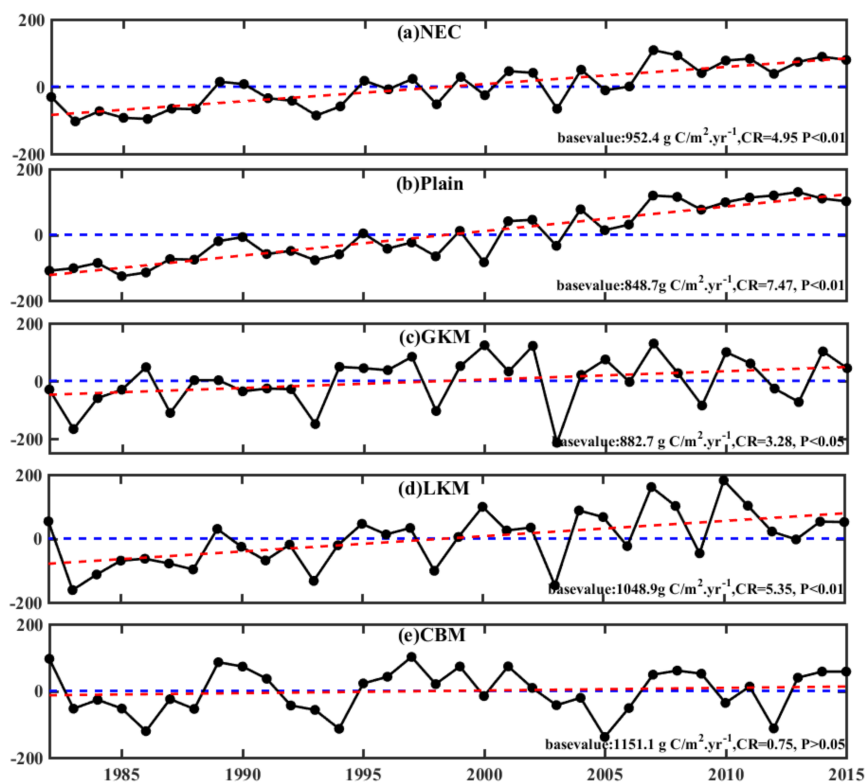 (a)NEC
200
0
-200
basevalue:952.4 g C/m².yr⁻¹,CR=4.95 P<0.01
(b)Plain
200
0
-200
basevalue:848.7g C/m².yr⁻¹,CR=7.47, P<0.01
(c)GKM
200
0
-200
basevalue:882.7 g C/m².yr⁻¹,CR=3.28, P<0.05
(d)LKM
200
0
-200
basevalue:1048.9g C/m².yr⁻¹,CR=5.35, P<0.01
(e)CBM
200
0
-200
basevalue:1151.1 g C/m².yr⁻¹,CR=0.75, P>0.05
1985 1990 1995 2000 2005 2010 2015